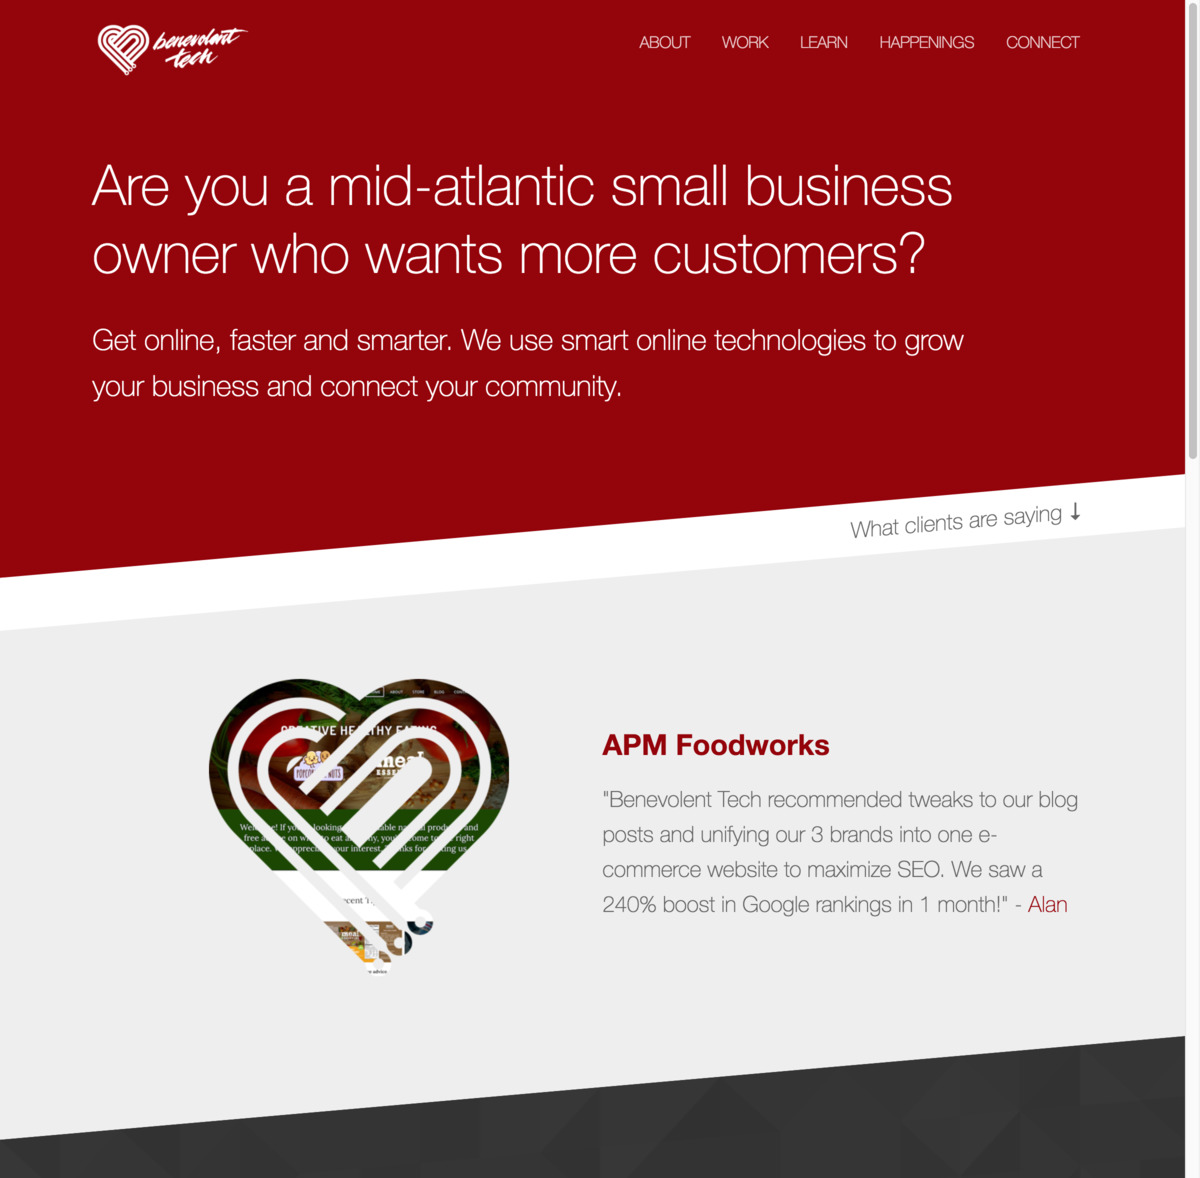 benevolent
tech
ABOUT WORK LEARN HAPPENINGS CONNECT
Are you a mid-atlantic small business
owner who wants more customers?
Get online, faster and smarter. We use smart online technologies to grow
your business and connect your community.
What clients are saying ↓
ABOUT STORE BLOG
APM Foodworks
"Benevolent Tech recommended tweaks to our blog
posts and unifying our 3 brands into one e-
commerce website to maximize SEO. We saw a
240% boost in Google rankings in 1 month!" - Alan